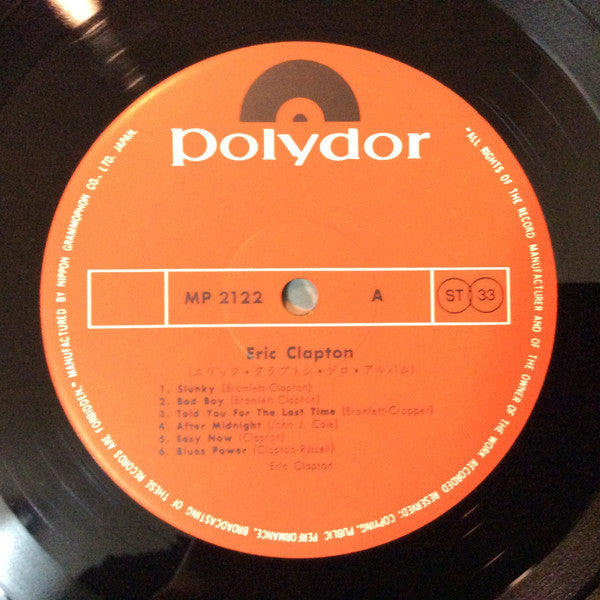 polydor
MP 2122 A ST 33
Eric Clapton
(エリック・クラプトン・ソロ・アルバム)
1. Slunky (Bramlett-Clapton)
2. Bad Boy (Bramlett-Clapton)
3. Told You For The Last Time (Bramlett-Cropper)
4. After Midnight (John J. Cale)
5. Easy Now (Clapton)
6. Blues Power (Clapton-Russell)
Eric Clapton
"ALL RIGHTS OF THE RECORD MANUFACTURER AND OF THE OWNER OF THE WORK RECORDED RESERVED: COPYING, PUBLIC PERFORMANCE, BROADCASTING OF THESE RECORDS ARE FORBIDDEN." MANUFACTURED BY NIPPON GRAMMOPHON CO., LTD. JAPAN.